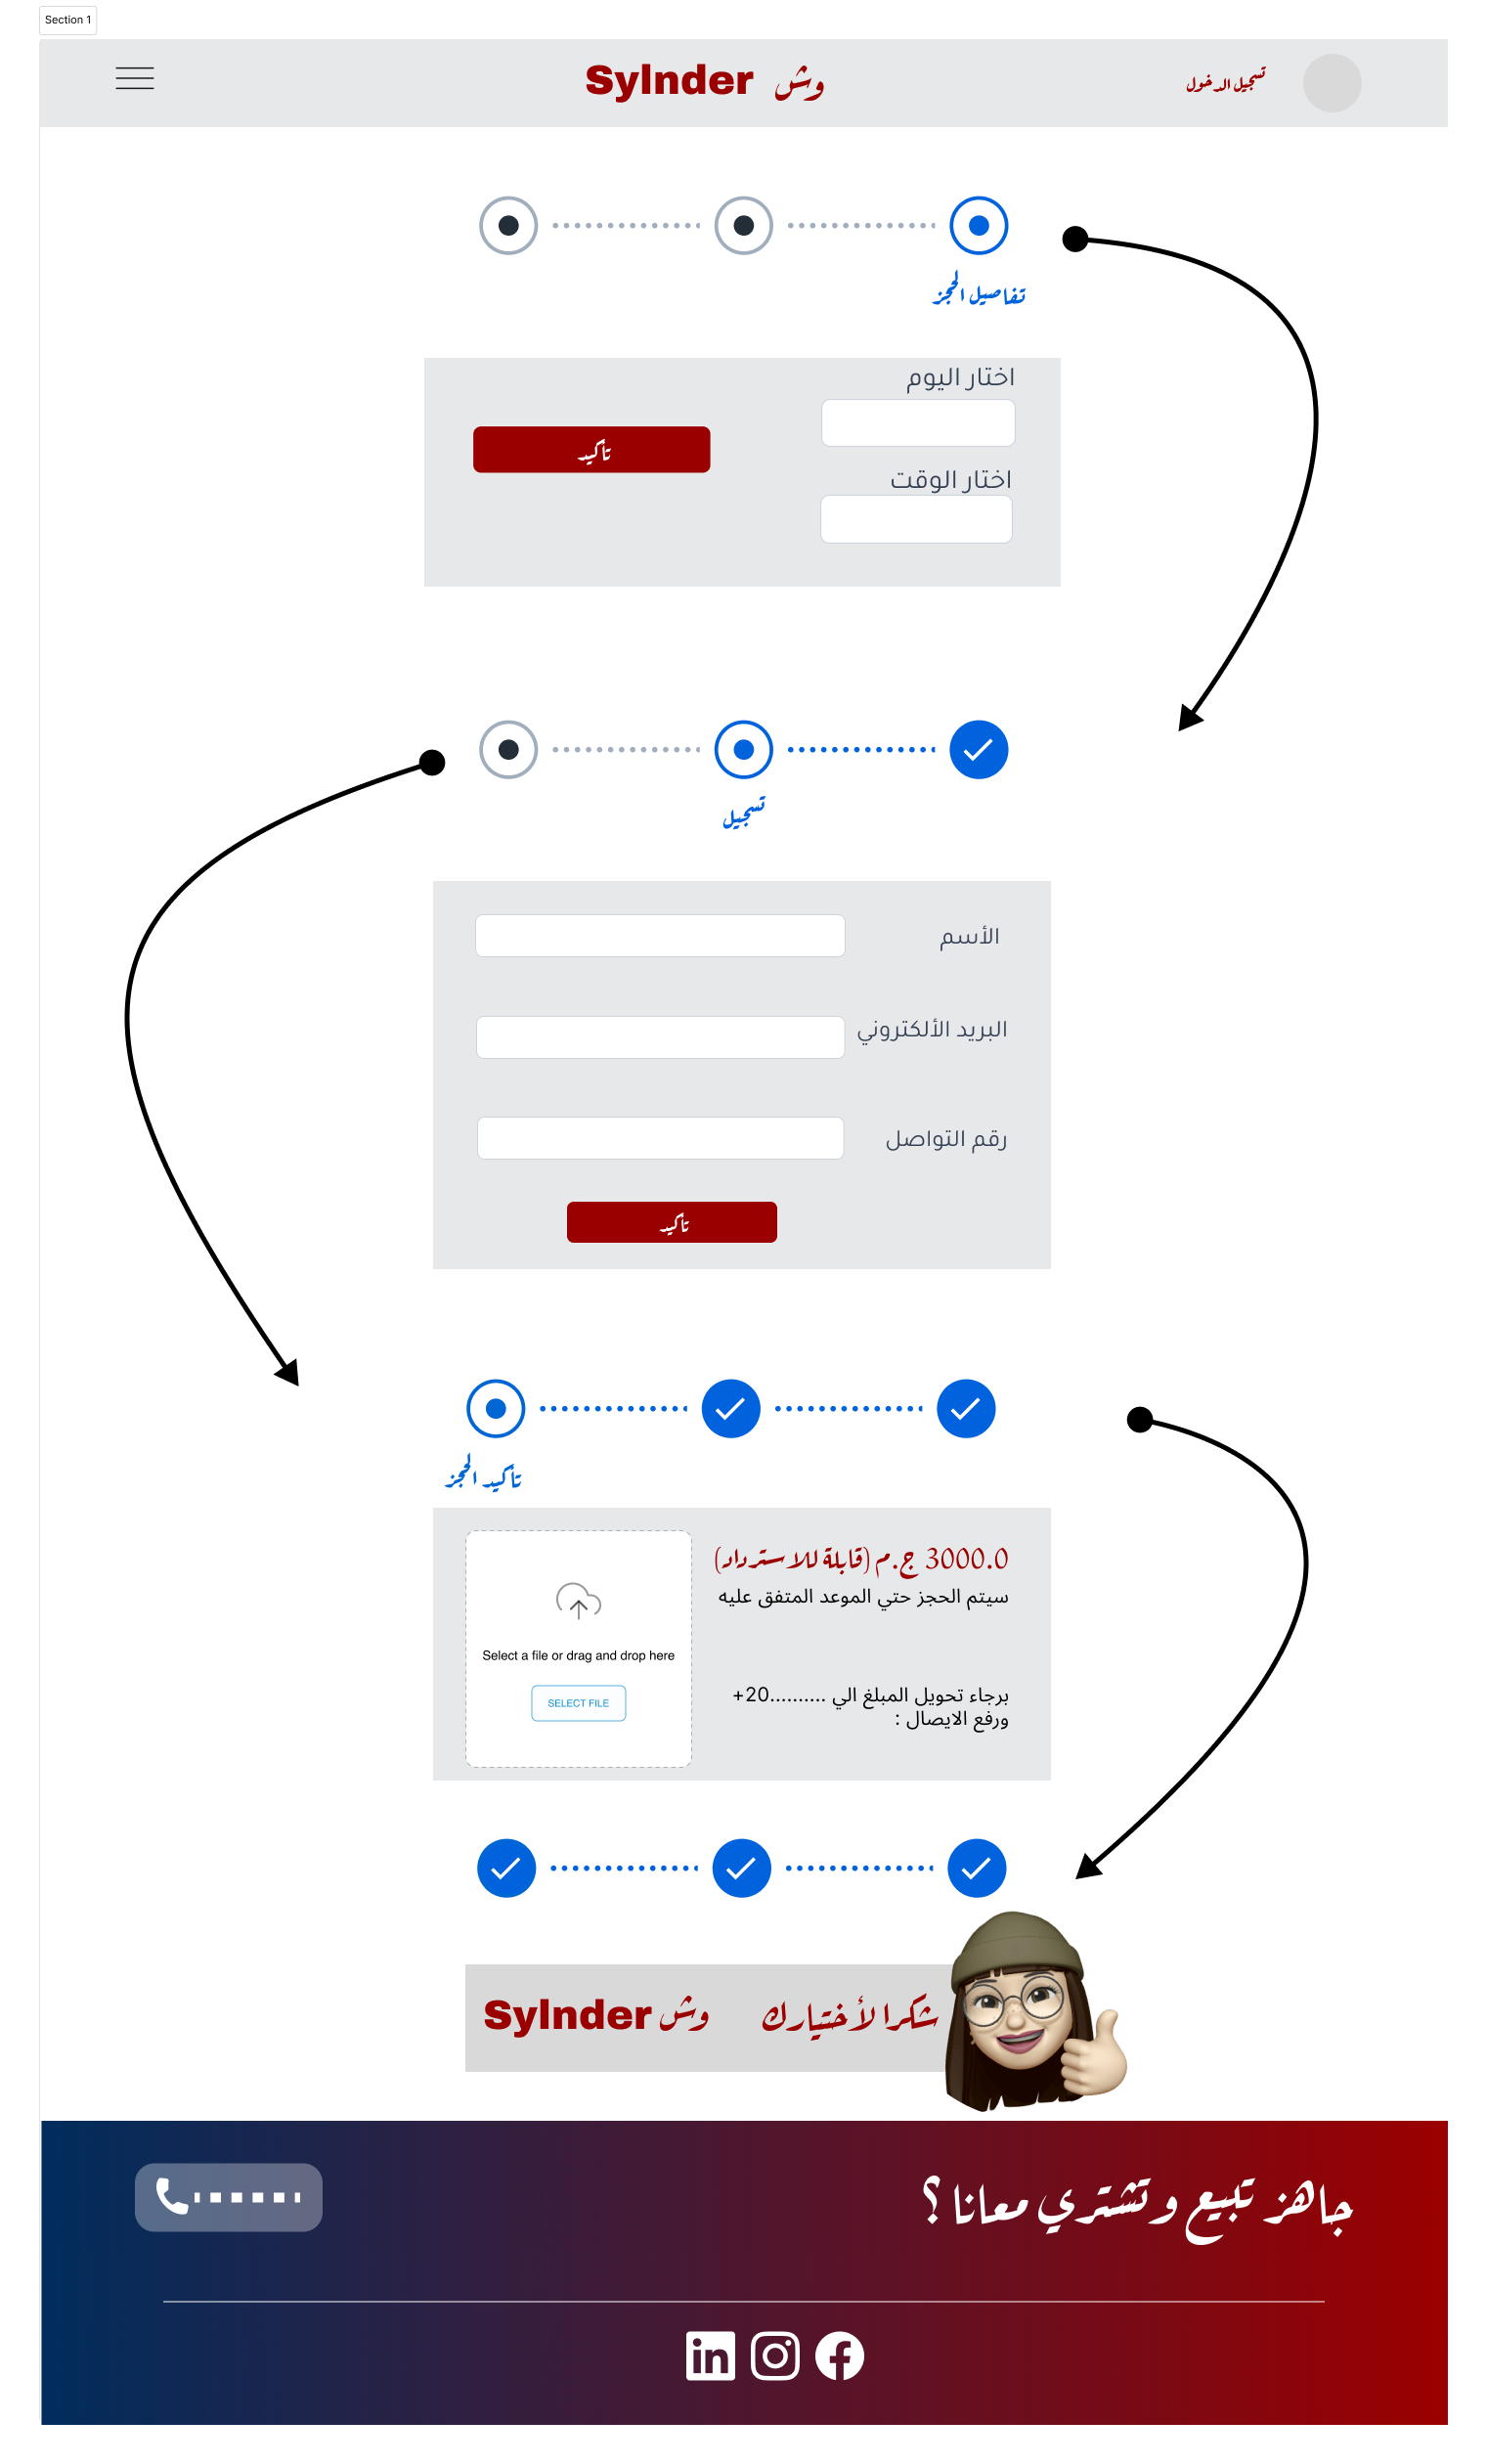 Section 1
تسجيل الدخول
وش Sylnder
تفاصيل الحجز
اختار اليوم
تأكيد
اختار الوقت
تسجيل
الأسم
البريد الألكتروني
رقم التواصل
تأكيد
تأكيد الحجز
3000.0 ج.م (قابلة للاسترداد)
سيتم الحجز حتي الموعد المتفق عليه
Select a file or drag and drop here
SELECT FILE
برجاء تحويل المبلغ الي ..........20+
ورفع الايصال :
شكرا لأختيارك وش Sylnder
جاهز تبيع و تشتري معانا ؟